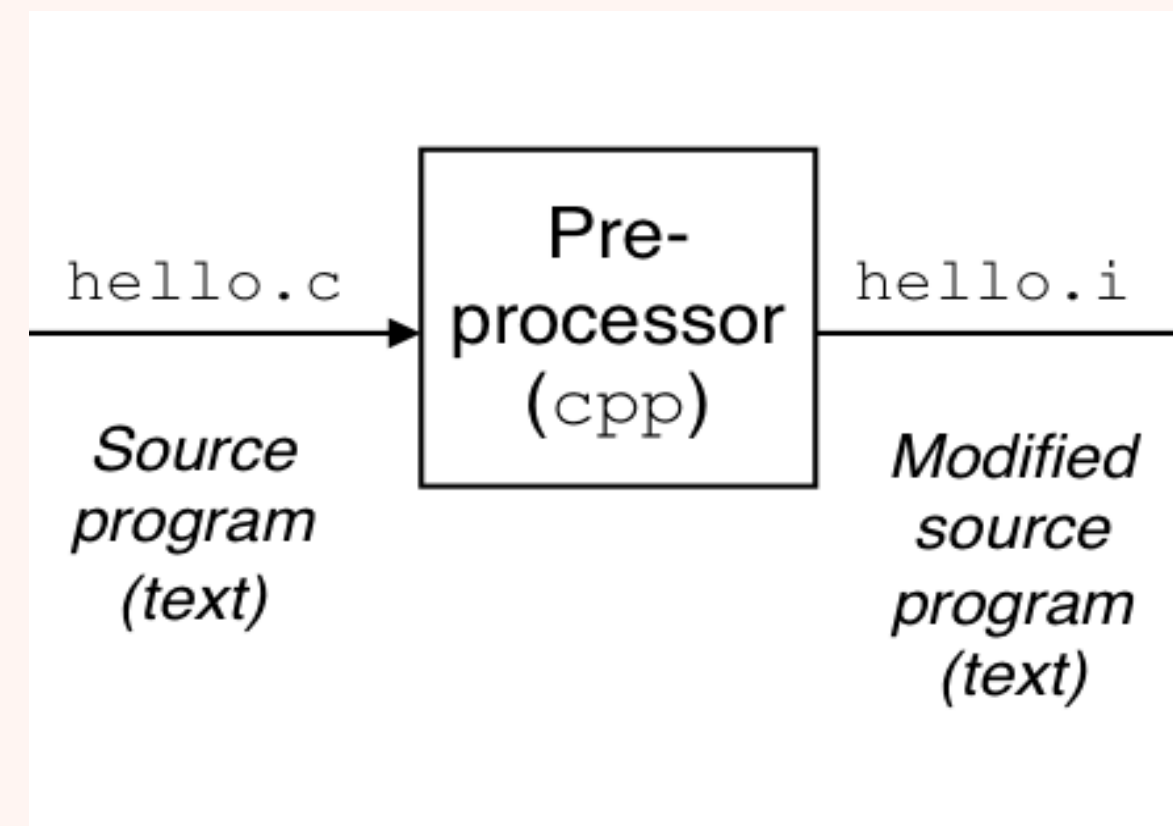 hello.c
Pre-
processor
(cpp)
hello.i
Source
program
(text)
Modified
source
program
(text)